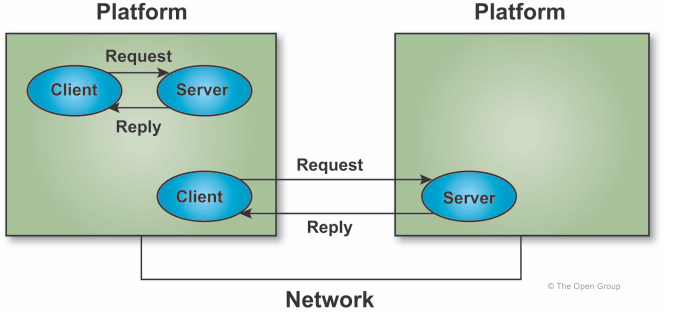 Platform
Platform
Request
Client
Server
Reply
Request
Client
Server
Reply
© The Open Group
Network